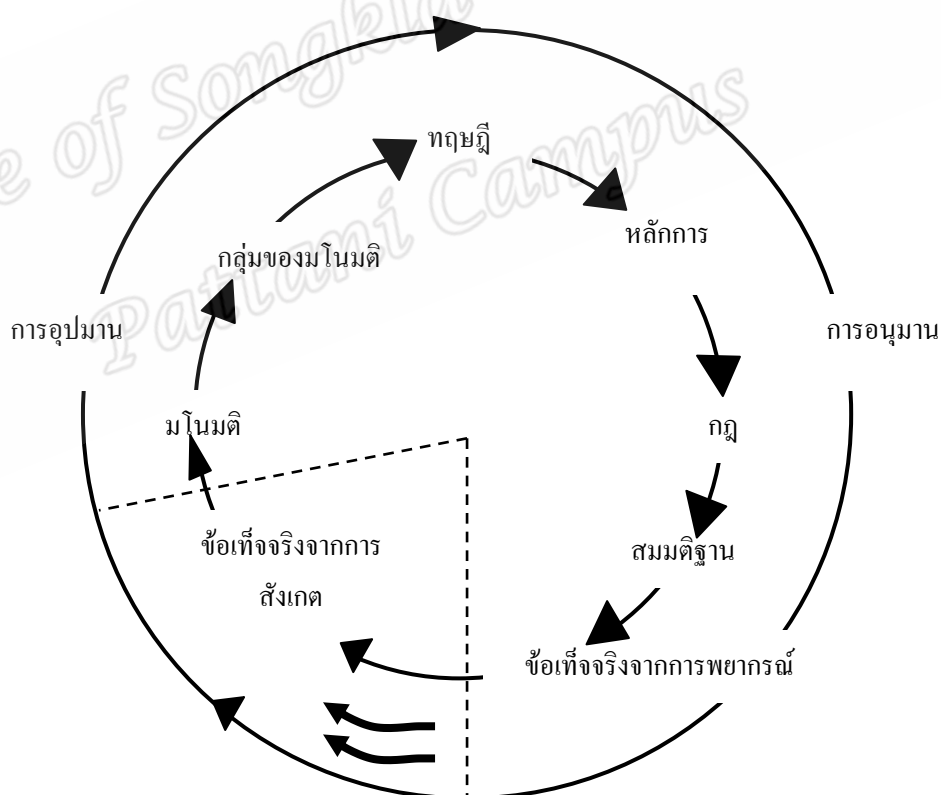 e of Songkla
Pattani Campus
ทฤษฎี
หลักการ
กลุ่มของมโนมติ
การอุปมาน
การอนุมาน
มโนมติ
กฎ
ข้อเท็จจริงจากการ
สังเกต
สมมติฐาน
ข้อเท็จจริงจากการพยากรณ์